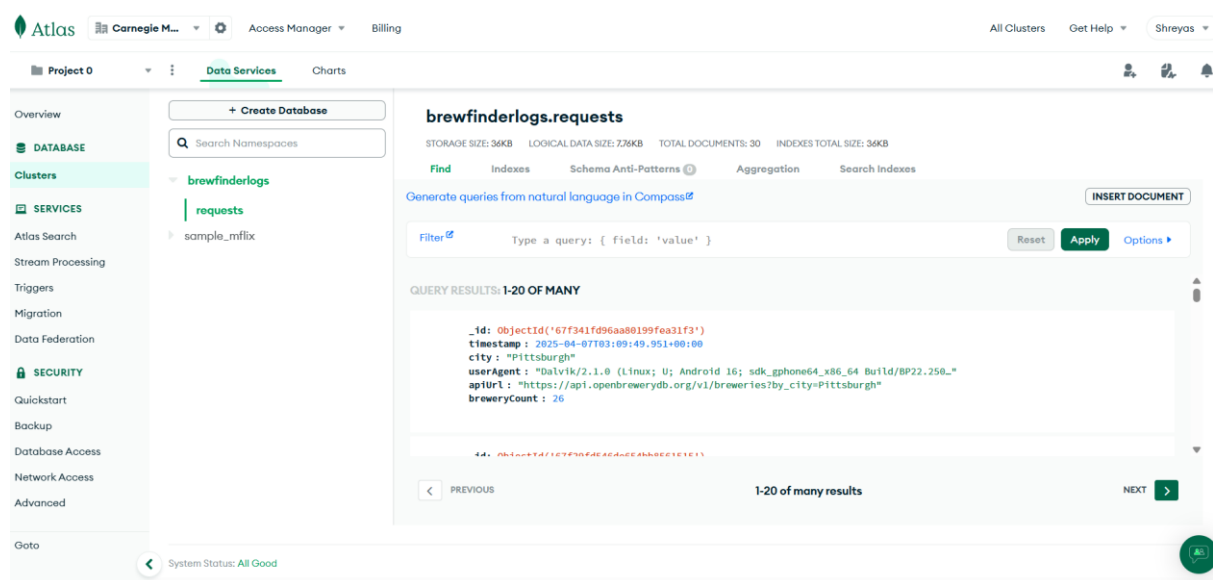 Atlas
Carnegie M...
Access Manager
Billing
All Clusters
Get Help
Shreyas
Project 0
Data Services
Charts
Overview
DATABASE
Clusters
SERVICES
Atlas Search
Stream Processing
Triggers
Migration
Data Federation
SECURITY
Quickstart
Backup
Database Access
Network Access
Advanced
Goto
+ Create Database
Search Namespaces
brewfinderlogs
requests
sample_mflix
brewfinderlogs.requests
STORAGE SIZE: 36KB LOGICAL DATA SIZE: 7.76KB TOTAL DOCUMENTS: 30 INDEXES TOTAL SIZE: 36KB
Find Indexes Schema Anti-Patterns 0 Aggregation Search Indexes
Generate queries from natural language in Compass
INSERT DOCUMENT
Filter
Type a query: { field: 'value' }
Reset
Apply
Options
QUERY RESULTS: 1-20 OF MANY
_id: ObjectId('67f341fd96aa80199fea31f3')
timestamp: 2025-04-07T03:09:49.951+00:00
city: "Pittsburgh"
userAgent: "Dalvik/2.1.0 (Linux; U; Android 16; sdk_gphone64_x86_64 Build/BP22.250…"
apiUrl: "https://api.openbrewerydb.org/v1/breweries?by_city=Pittsburgh"
breweryCount: 26
PREVIOUS
1-20 of many results
NEXT
System Status: All Good